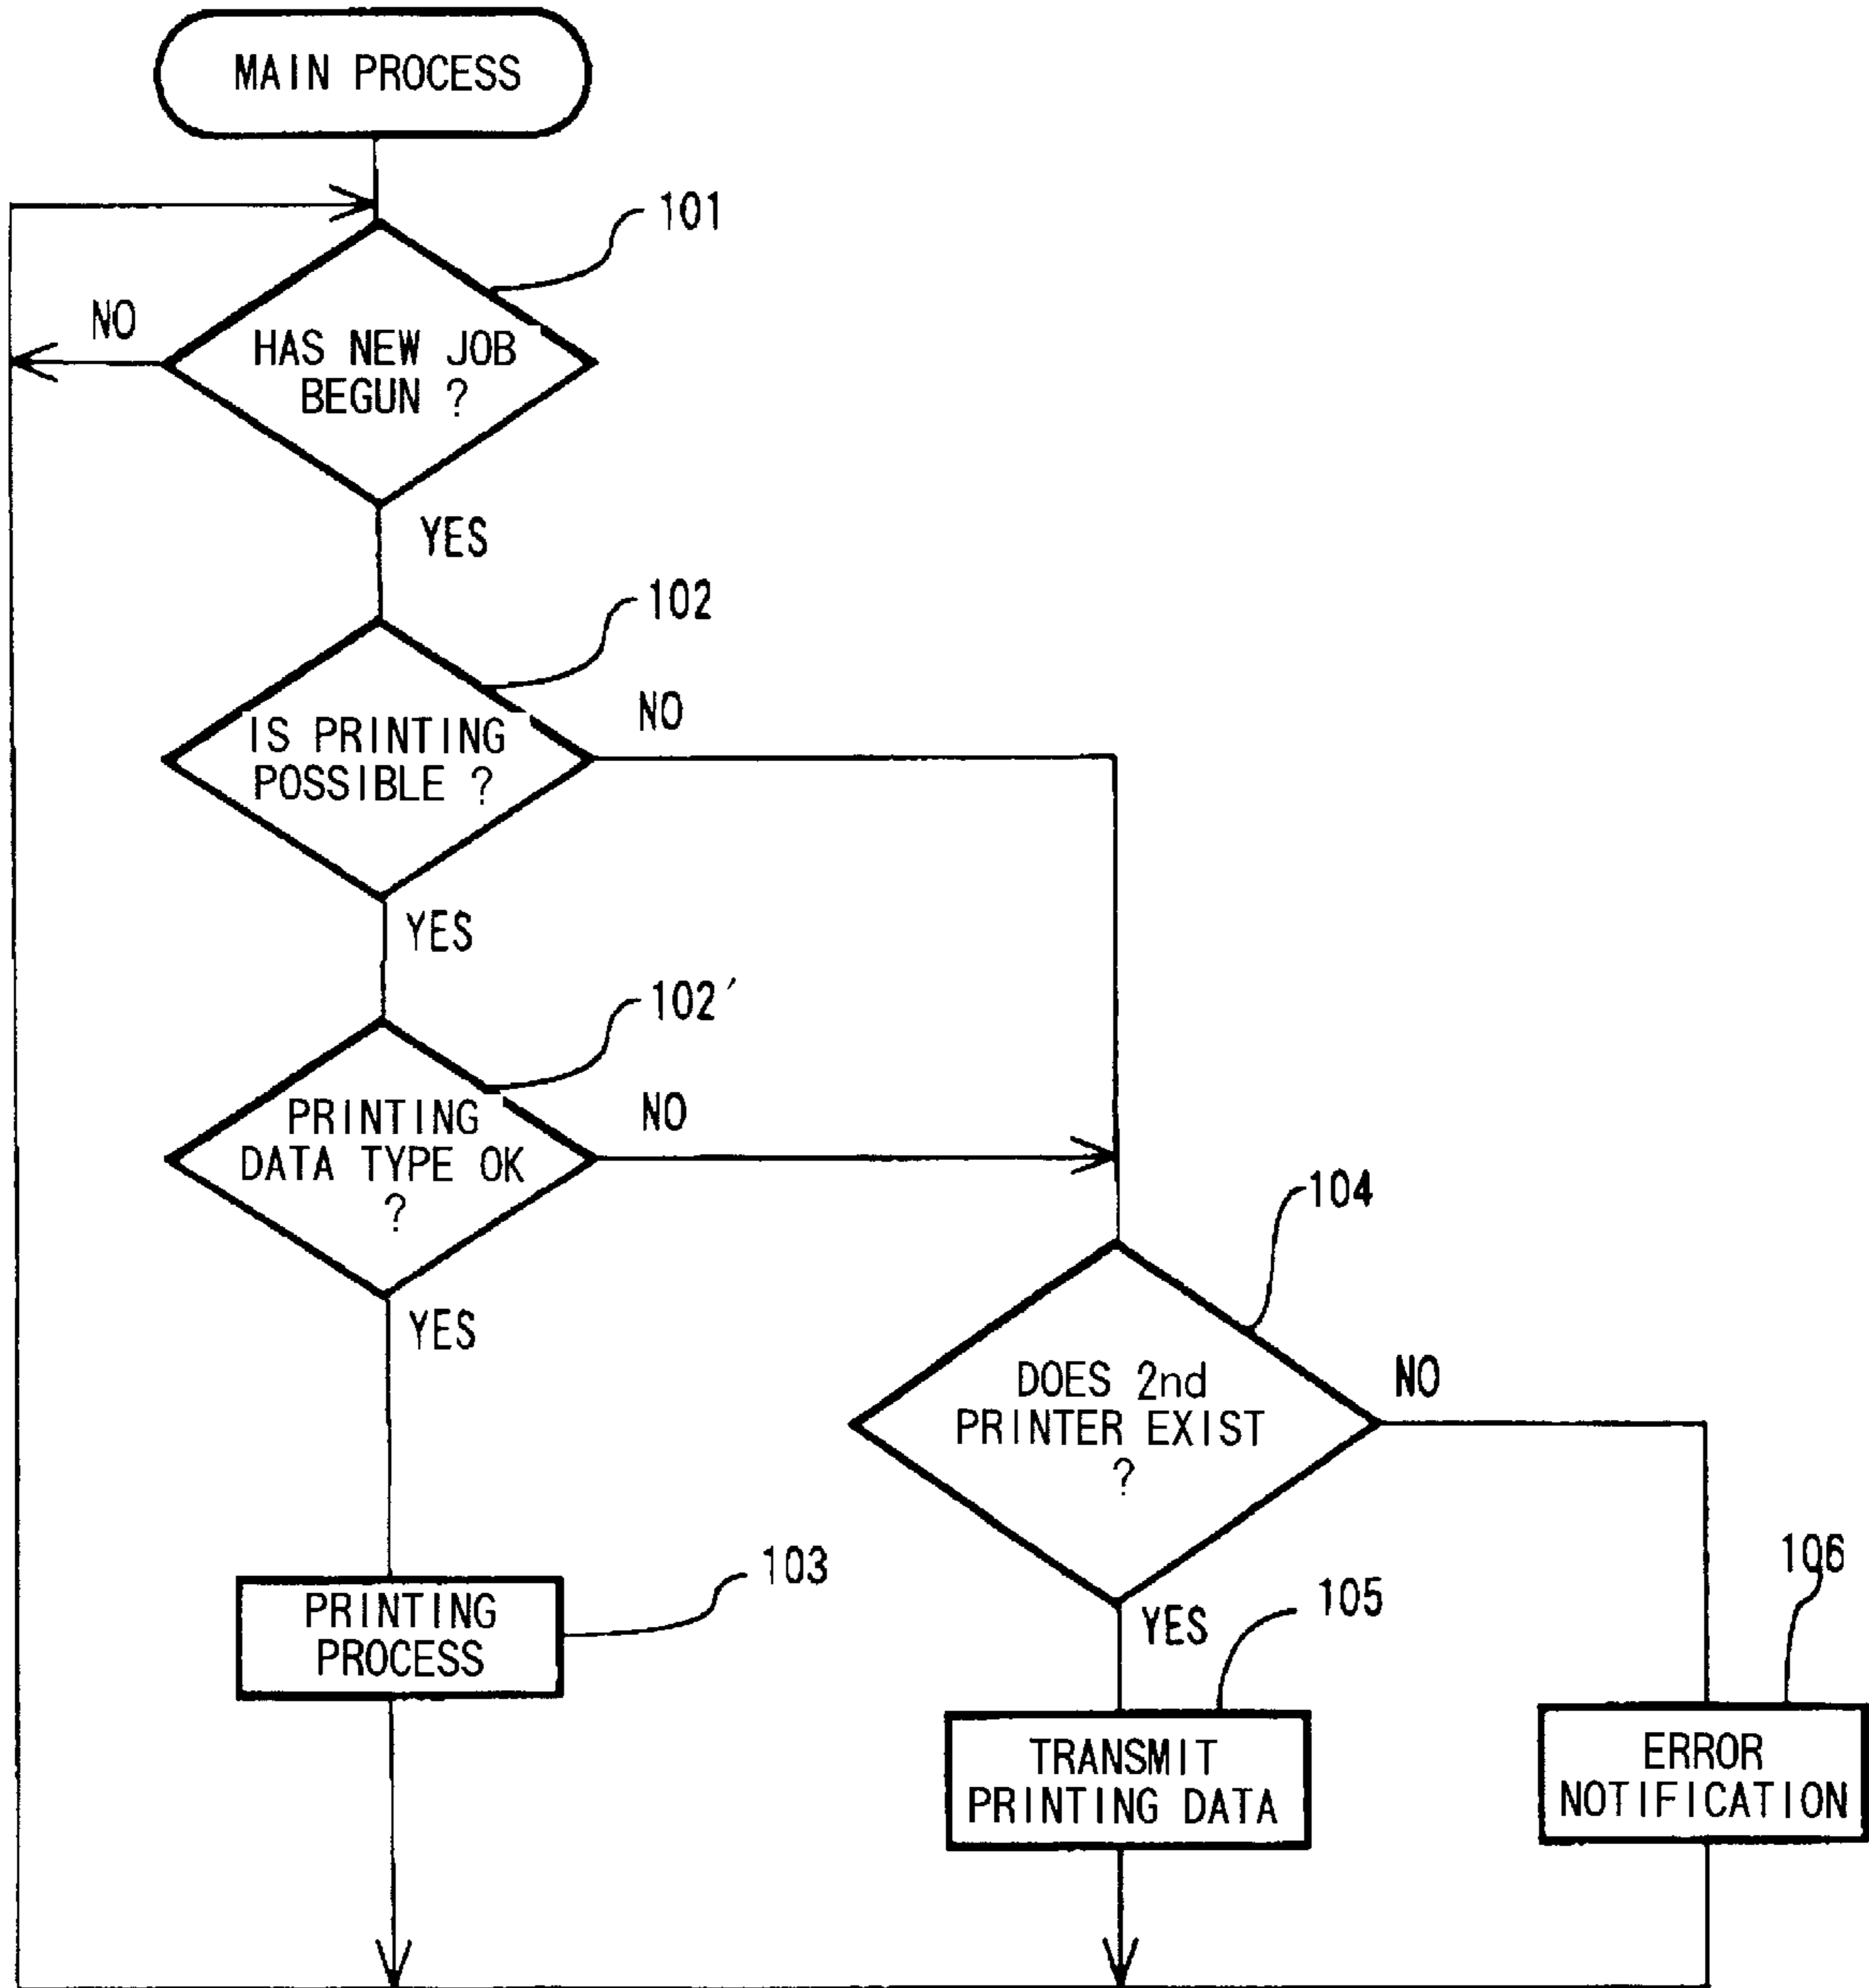 MAIN PROCESS
101
NO
HAS NEW JOB
BEGUN ?
YES
102
NO
IS PRINTING
POSSIBLE ?
YES
102'
NO
PRINTING
DATA TYPE OK
?
YES
104
DOES 2nd
PRINTER EXIST
?
NO
103
PRINTING
PROCESS
YES
105
106
TRANSMIT
PRINTING DATA
ERROR
NOTIFICATION